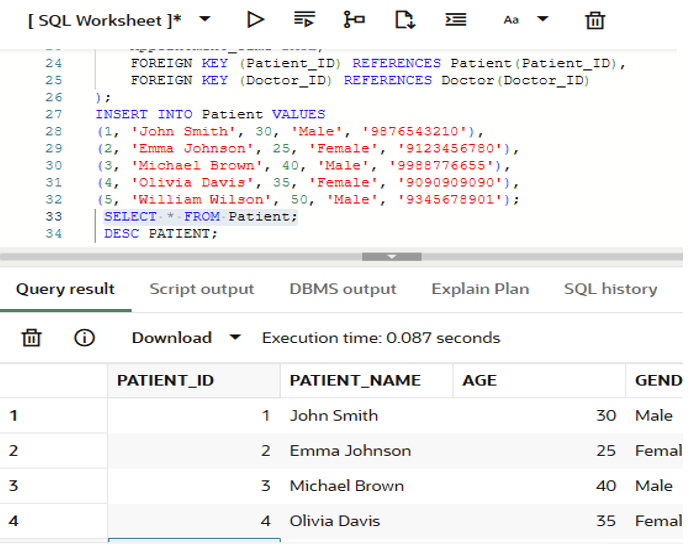 [ SQL Worksheet ]*
Aa
24 FOREIGN KEY (Patient_ID) REFERENCES Patient(Patient_ID),
25 FOREIGN KEY (Doctor_ID) REFERENCES Doctor(Doctor_ID)
26 );
27 INSERT INTO Patient VALUES
28 (1, 'John Smith', 30, 'Male', '9876543210'),
29 (2, 'Emma Johnson', 25, 'Female', '9123456780'),
30 (3, 'Michael Brown', 40, 'Male', '9988776655'),
31 (4, 'Olivia Davis', 35, 'Female', '9090909090'),
32 (5, 'William Wilson', 50, 'Male', '9345678901');
33 SELECT * FROM Patient;
34 DESC PATIENT;
Query result Script output DBMS output Explain Plan SQL history
Download Execution time: 0.087 seconds
PATIENT_ID PATIENT_NAME AGE GEND
1 1 John Smith 30 Male
2 2 Emma Johnson 25 Femal
3 3 Michael Brown 40 Male
4 4 Olivia Davis 35 Femal